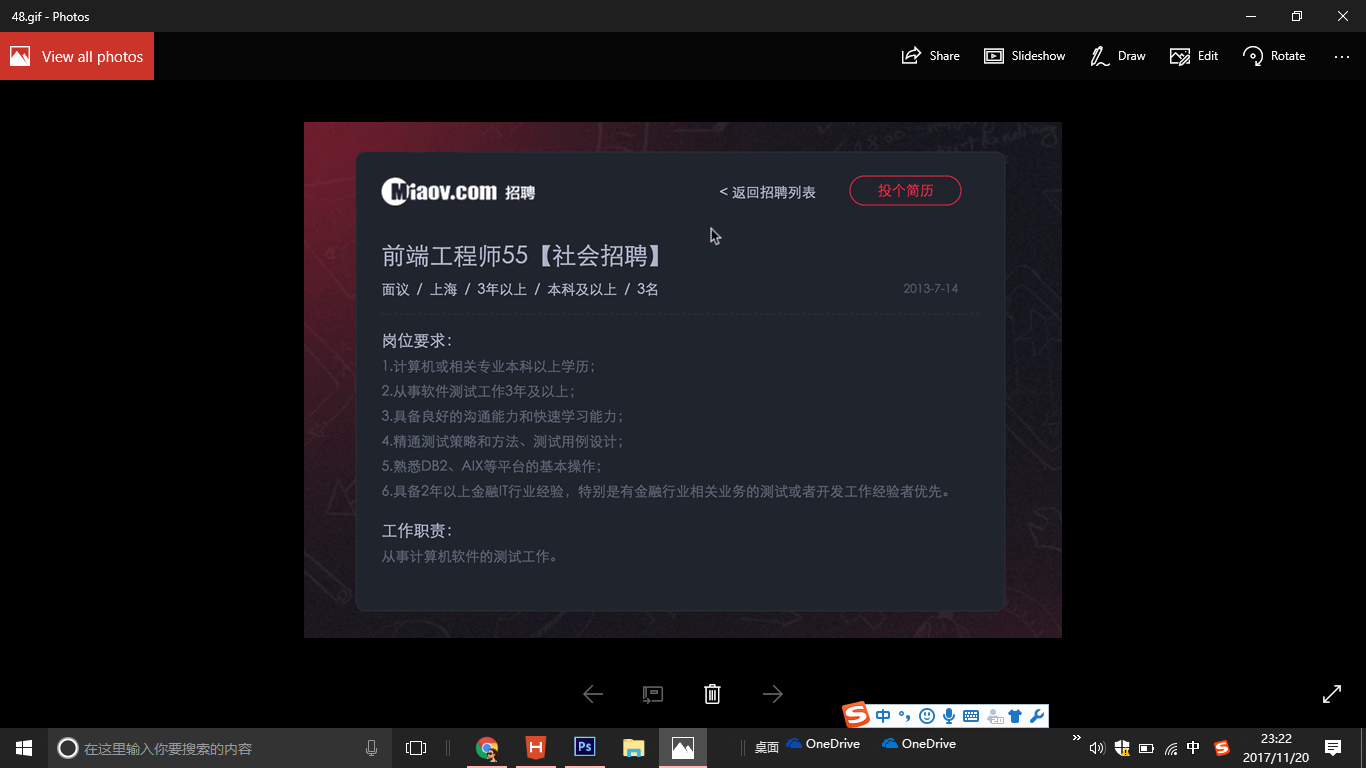 48.gif - Photos
View all photos
Share
Slideshow
Draw
Edit
Rotate
Miaov.com 招聘
< 返回招聘列表
投个简历
前端工程师55【社会招聘】
面议 / 上海 / 3年以上 / 本科及以上 / 3名
2013-7-14
岗位要求：
1.计算机或相关专业本科以上学历；
2.从事软件测试工作3年及以上；
3.具备良好的沟通能力和快速学习能力；
4.精通测试策略和方法、测试用例设计；
5.熟悉DB2、AIX等平台的基本操作；
6.具备2年以上金融IT行业经验，特别是有金融行业相关业务的测试或者开发工作经验者优先。
工作职责：
从事计算机软件的测试工作。
中
在这里输入你要搜索的内容
Ps
桌面
OneDrive
OneDrive
中
23:22
2017/11/20